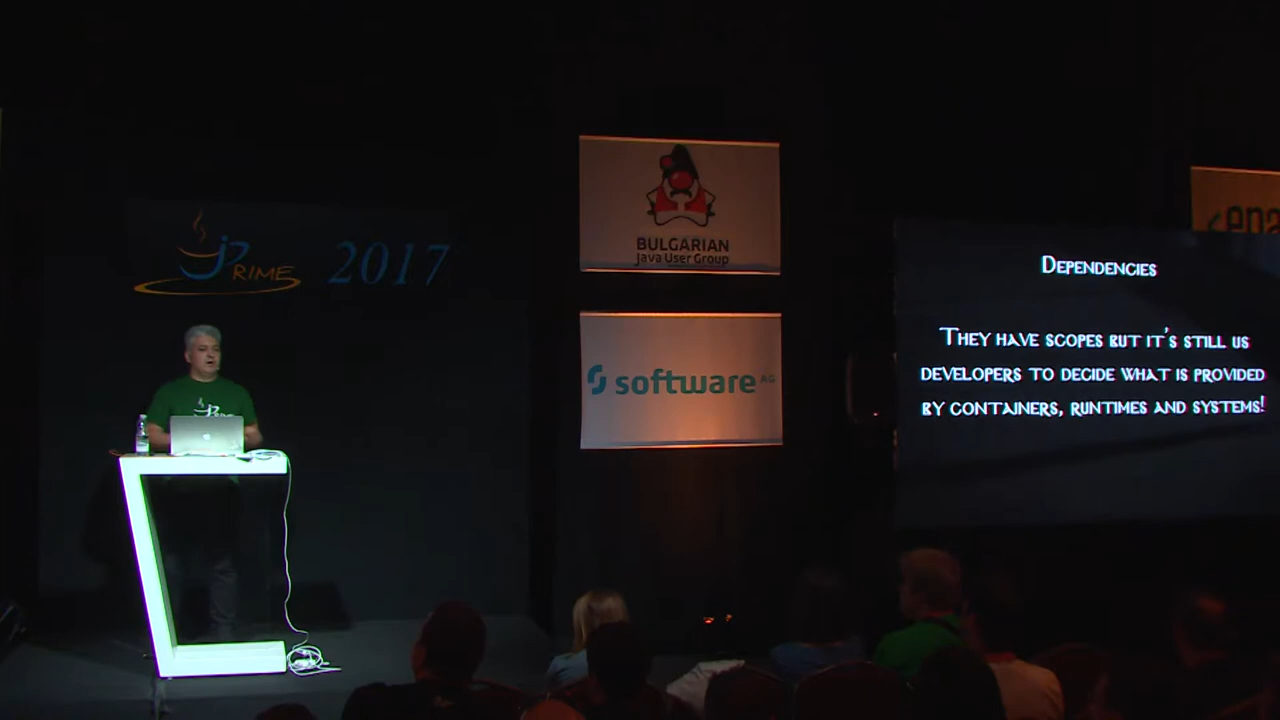 jPRIME 2017
BULGARIAN
Java User Group
software AG
DEPENDENCIES
THEY HAVE SCOPES BUT IT'S STILL US
DEVELOPERS TO DECIDE WHAT IS PROVIDED
BY CONTAINERS, RUNTIMES AND SYSTEMS!